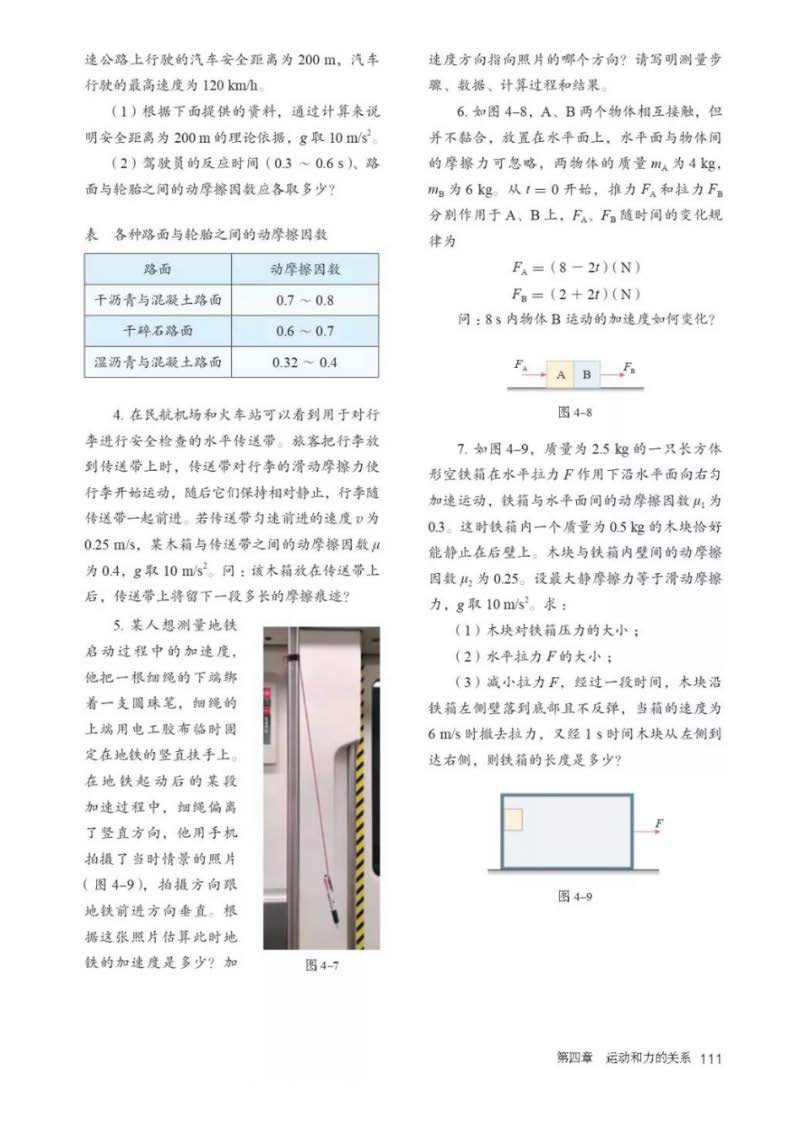 速公路上行驶的汽车安全距离为 200 m，汽车
行驶的最高速度为 120 km/h。
（1）根据下面提供的资料，通过计算来说
明安全距离为 200 m 的理论依据，g 取 10 m/s²。
（2）驾驶员的反应时间（0.3 ～ 0.6 s）、路
面与轮胎之间的动摩擦因数应各取多少？
表 各种路面与轮胎之间的动摩擦因数
路面 动摩擦因数
干沥青与混凝土路面 0.7 ～ 0.8
干碎石路面 0.6 ～ 0.7
湿沥青与混凝土路面 0.32 ～ 0.4
4. 在民航机场和火车站可以看到用于对行
李进行安全检查的水平传送带。旅客把行李放
到传送带上时，传送带对行李的滑动摩擦力使
行李开始运动，随后它们保持相对静止，行李随
传送带一起前进。若传送带匀速前进的速度 v 为
0.25 m/s，某木箱与传送带之间的动摩擦因数 μ
为 0.4，g 取 10 m/s²。问：该木箱放在传送带上
后，传送带上将留下一段多长的摩擦痕迹？
5. 某人想测量地铁
启动过程中的加速度，
他把一根细绳的下端绑
着一支圆珠笔，细绳的
上端用电工胶布临时固
定在地铁的竖直扶手上。
在地铁起动后的某段
加速过程中，细绳偏离
了竖直方向，他用手机
拍摄了当时情景的照片
（图 4-9），拍摄方向跟
地铁前进方向垂直。根
据这张照片估算此时地
铁的加速度是多少？加
图 4-7
速度方向指向照片的哪个方向？请写明测量步
骤、数据、计算过程和结果。
6. 如图 4-8，A、B 两个物体相互接触，但
并不黏合，放置在水平面上，水平面与物体间
的摩擦力可忽略，两物体的质量 mA 为 4 kg，
mB 为 6 kg。从 t = 0 开始，推力 FA 和拉力 FB
分别作用于 A、B 上，FA、FB 随时间的变化规
律为
FA =（8 － 2t）（N）
FB =（2 + 2t）（N）
问：8 s 内物体 B 运动的加速度如何变化？
FA A B FB
图 4-8
7. 如图 4-9，质量为 2.5 kg 的一只长方体
形空铁箱在水平拉力 F 作用下沿水平面向右匀
加速运动，铁箱与水平面间的动摩擦因数 μ1 为
0.3。这时铁箱内一个质量为 0.5 kg 的木块恰好
能静止在后壁上。木块与铁箱内壁间的动摩擦
因数 μ2 为 0.25。设最大静摩擦力等于滑动摩擦
力，g 取 10 m/s²。求：
（1）木块对铁箱压力的大小；
（2）水平拉力 F 的大小；
（3）减小拉力 F，经过一段时间，木块沿
铁箱左侧壁落到底部且不反弹，当箱的速度为
6 m/s 时撤去拉力，又经 1 s 时间木块从左侧到
达右侧，则铁箱的长度是多少？
F
图 4-9
第四章 运动和力的关系 111